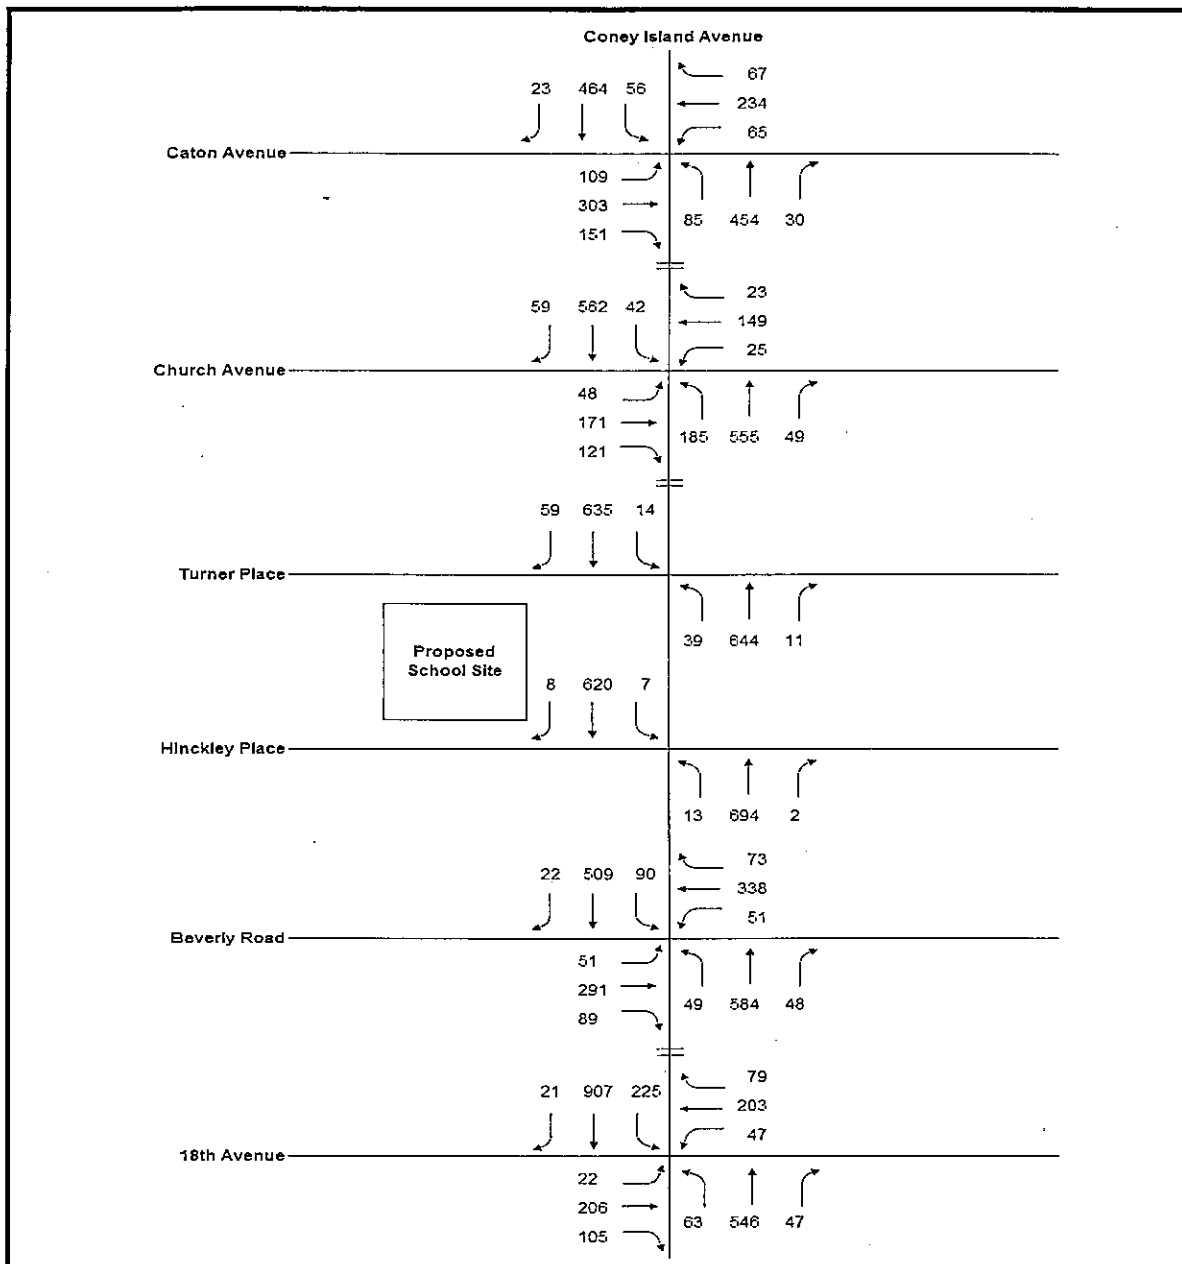 Coney Island Avenue
67
23 464 56
234
65
Caton Avenue
109
303
85 454 30
151
23
59 562 42
149
25
Church Avenue
48
171
185 555 49
121
59 635 14
Turner Place
39 644 11
Proposed
School Site
8 620 7
Hinckley Place
13 694 2
73
22 509 90
338
51
Beverly Road
51
291
49 584 48
89
79
21 907 225
203
47
18th Avenue
22
206
63 546 47
105